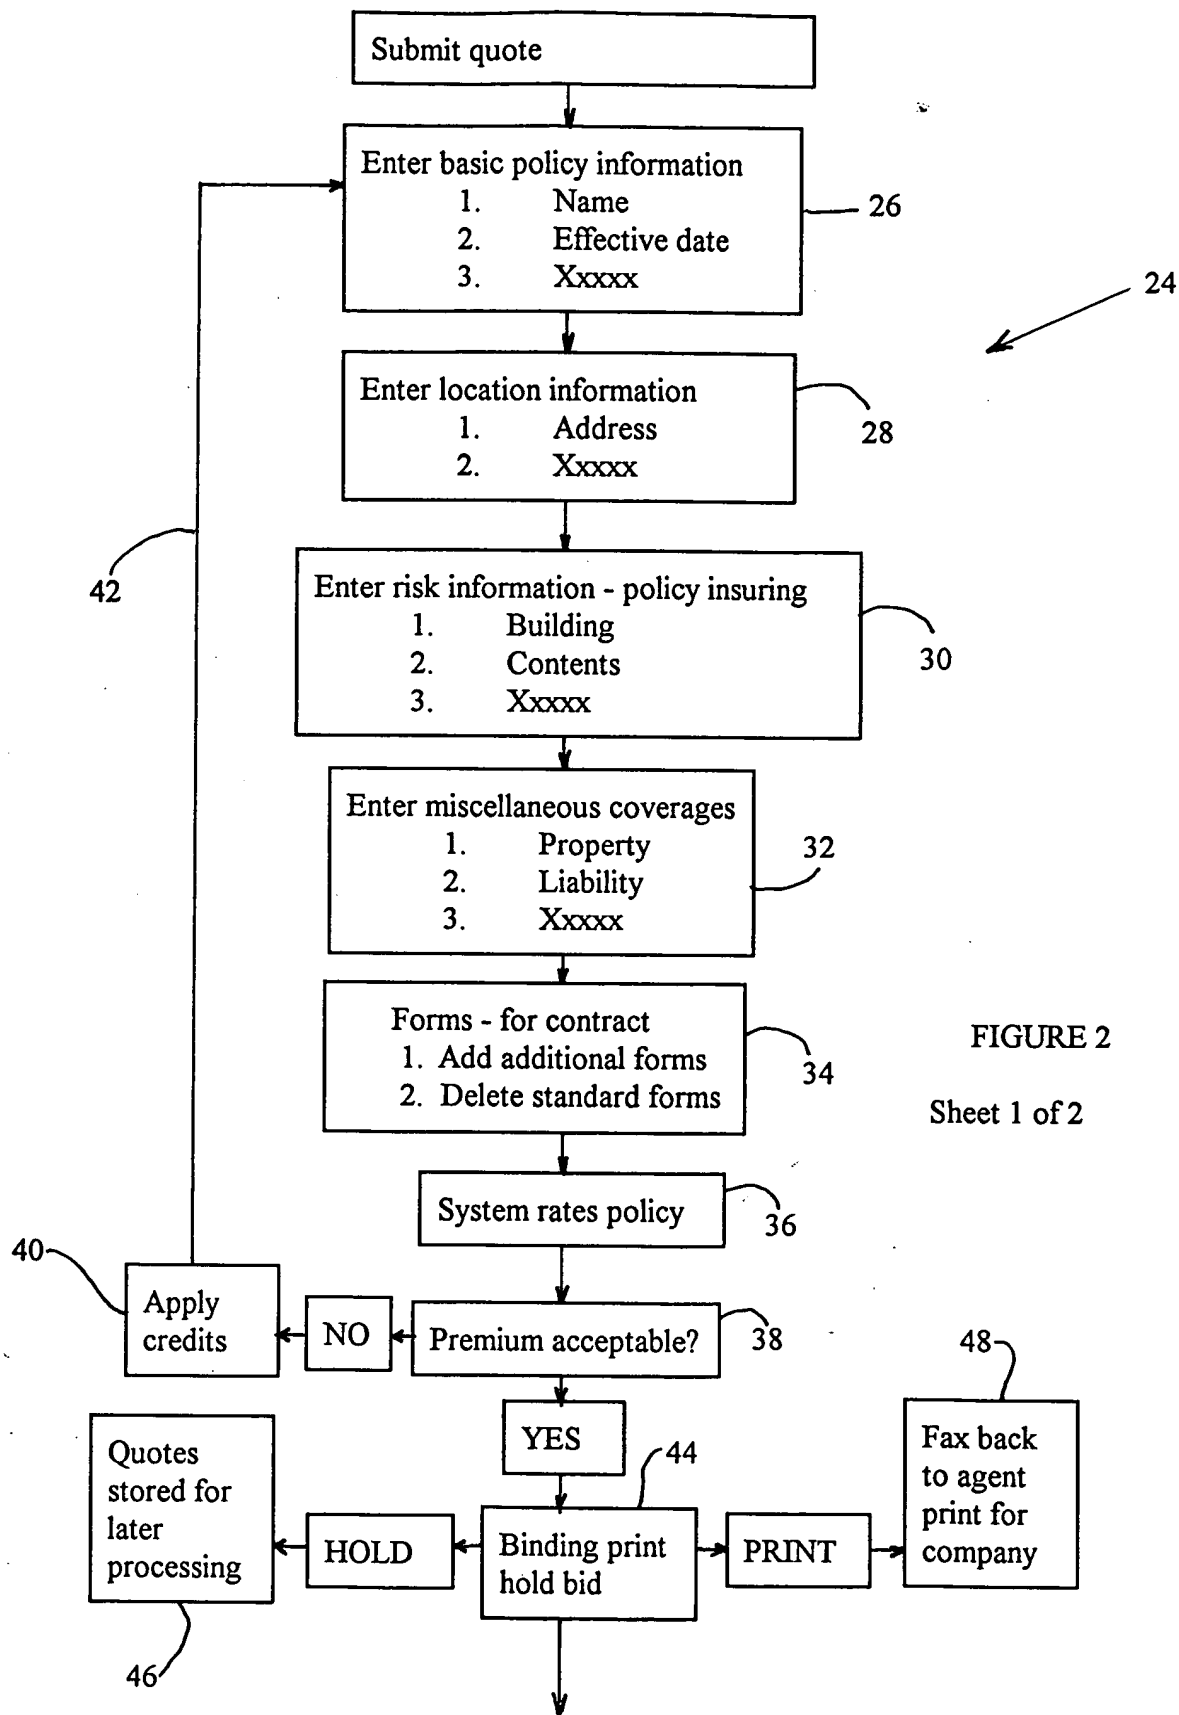 Submit quote
Enter basic policy information
1. Name
2. Effective date
3. Xxxxx
26
24
Enter location information
1. Address
2. Xxxxx
28
42
Enter risk information - policy insuring
1. Building
2. Contents
3. Xxxxx
30
Enter miscellaneous coverages
1. Property
2. Liability
3. Xxxxx
32
Forms - for contract
1. Add additional forms
2. Delete standard forms
34
FIGURE 2
Sheet 1 of 2
System rates policy
36
40
Apply
credits
NO
Premium acceptable?
38
48
YES
44
Quotes
stored for
later
processing
HOLD
Binding print
hold bid
PRINT
Fax back
to agent
print for
company
46